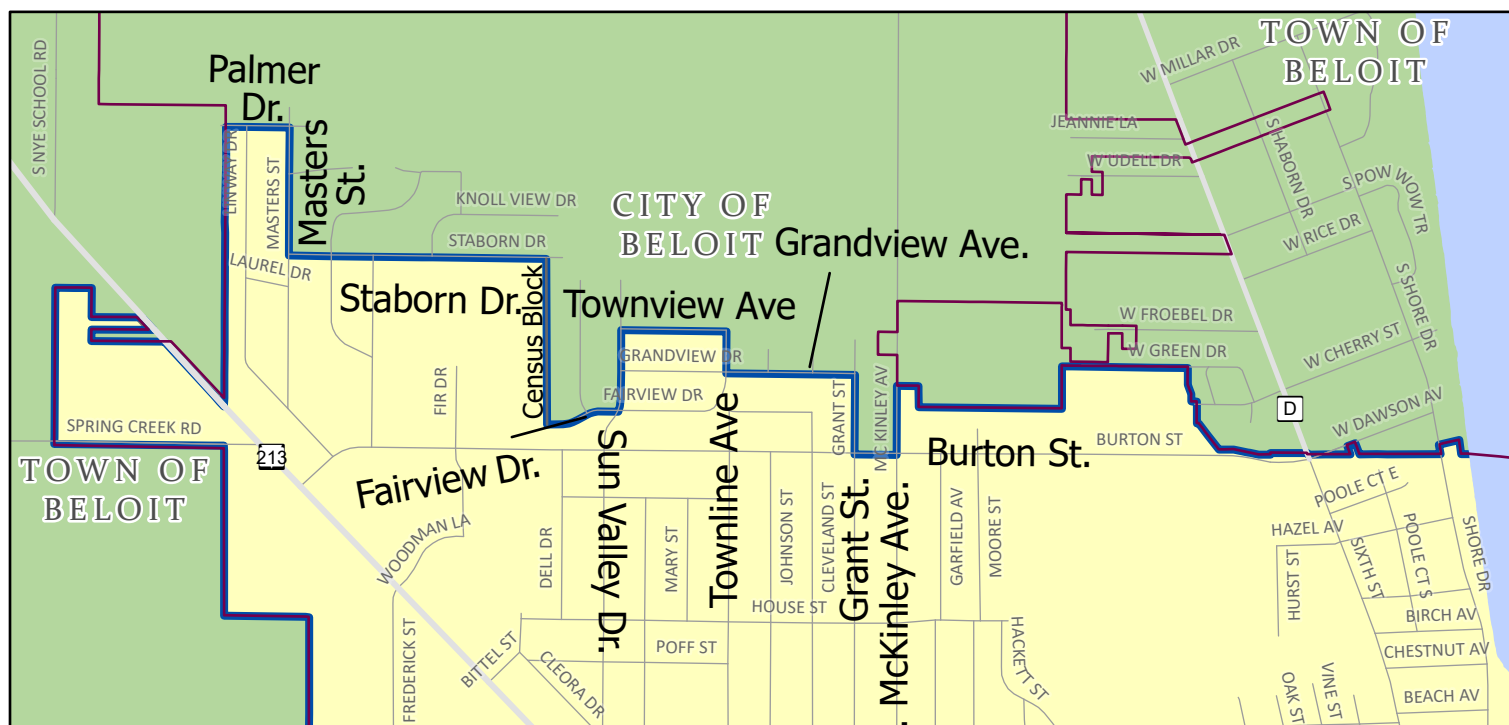 TOWN OF
BELOIT
W MILLAR DR
S NYE SCHOOL RD
Palmer
Dr.
JEANNIE LA
S HABORN DR
LINWAY DR
MASTERS ST
Masters
St.
W UDELL DR
S POW WOW TR
KNOLL VIEW DR
CITY OF
BELOIT
Grandview Ave.
W RICE DR
STABORN DR
LAUREL DR
S SHORE DR
Staborn Dr.
Census Block
Townview Ave
W FROEBEL DR
W CHERRY ST
GRANDVIEW DR
W GREEN DR
FIR DR
FAIRVIEW DR
MC KINLEY AV
GRANT ST
D
W DAWSON AV
SPRING CREEK RD
213
BURTON ST
Burton St.
TOWN OF
BELOIT
Fairview Dr.
Sun Valley Dr.
Townline Ave
Grant St.
. McKinley Ave.
POOLE CT E
HAZEL AV
WOODMAN LA
DELL DR
MARY ST
JOHNSON ST
CLEVELAND ST
GARFIELD AV
MOORE ST
HURST ST
SIXTH ST
POOLE CT S
SHORE DR
HOUSE ST
BIRCH AV
FREDERICK ST
BITTEL ST
POFF ST
HACKETT ST
CHESTNUT AV
CLEORA DR
OAK ST
VINE ST
BEACH AV